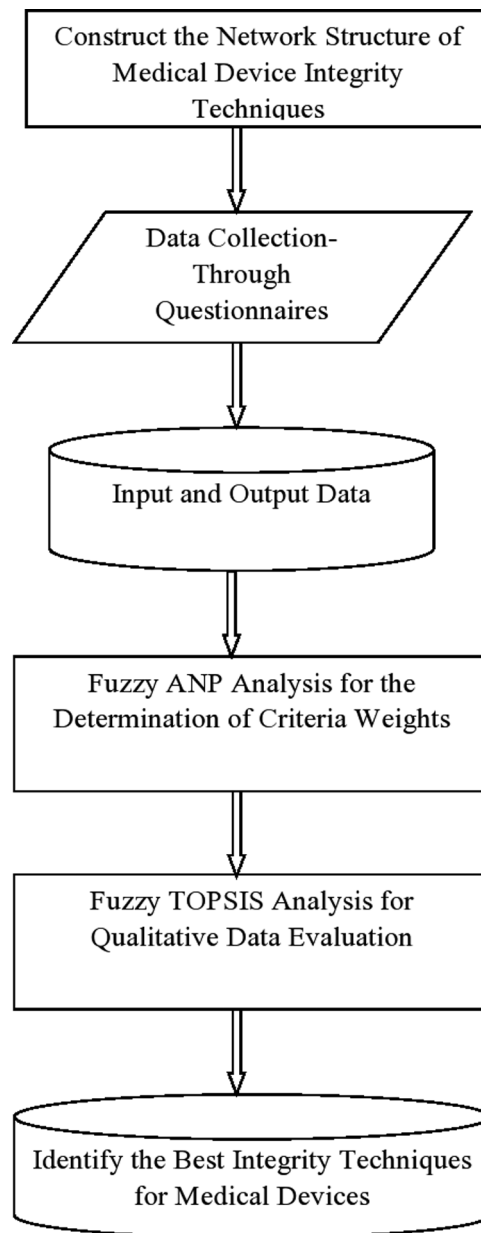 Construct the Network Structure of
Medical Device Integrity
Techniques
Data Collection-
Through
Questionnaires
Input and Output Data
Fuzzy ANP Analysis for the
Determination of Criteria Weights
Fuzzy TOPSIS Analysis for
Qualitative Data Evaluation
Identify the Best Integrity Techniques
for Medical Devices